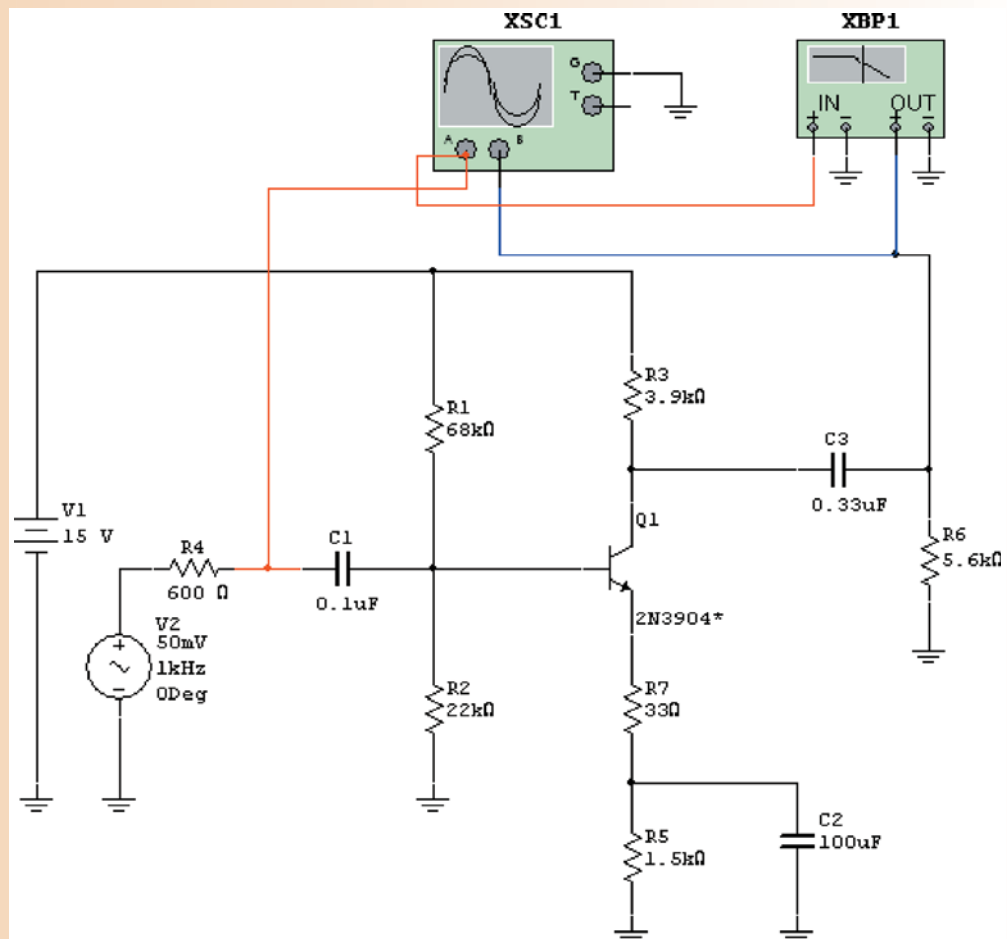 XSC1
XBP1
G
T
A
B
IN
OUT
+
-
+
-
R3
3.9kΩ
R1
68kΩ
C3
0.33uF
V1
15 V
Q1
R6
5.6kΩ
R4
600 Ω
C1
0.1uF
2N3904*
V2
50mV
1kHz
0Deg
R2
22kΩ
R7
33Ω
R5
1.5kΩ
C2
100uF